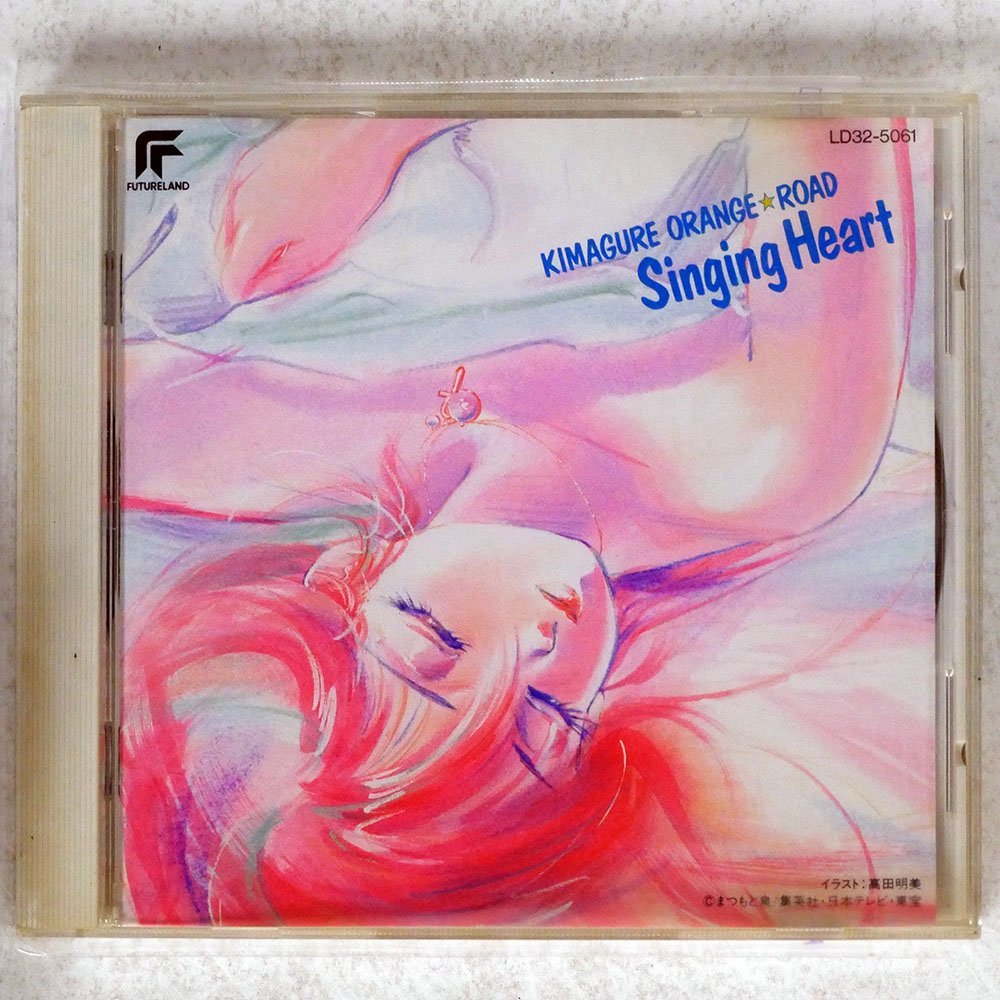 FUTURELAND
LD32-5061
KIMAGURE ORANGE★ROAD
Singing Heart
イラスト:高田明美
©まつもと泉/集英社・日本テレビ・東宝